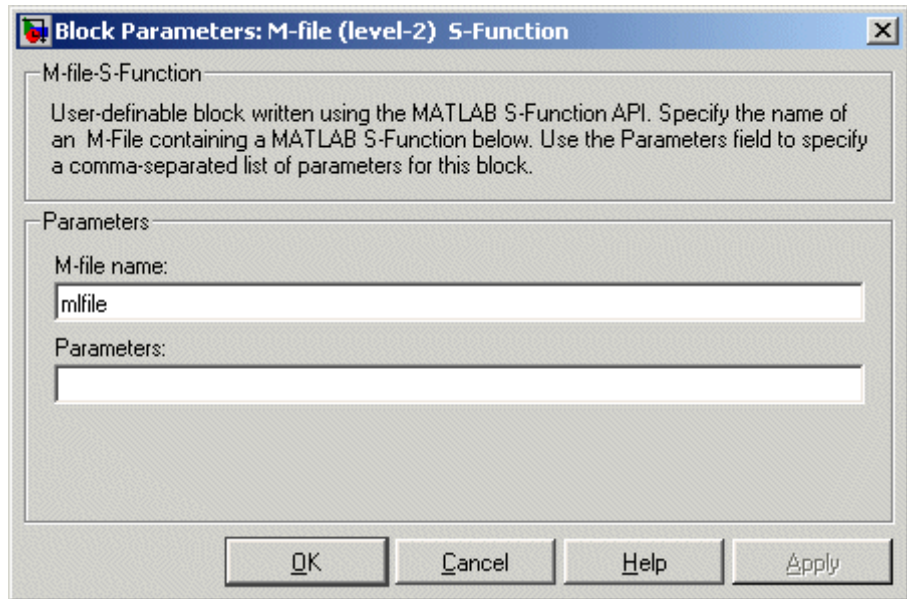 Block Parameters: M-file (level-2) S-Function
M-file-S-Function
User-definable block written using the MATLAB S-Function API. Specify the name of
an M-File containing a MATLAB S-Function below. Use the Parameters field to specify
a comma-separated list of parameters for this block.
Parameters
M-file name:
mlfile
Parameters:
OK
Cancel
Help
Apply